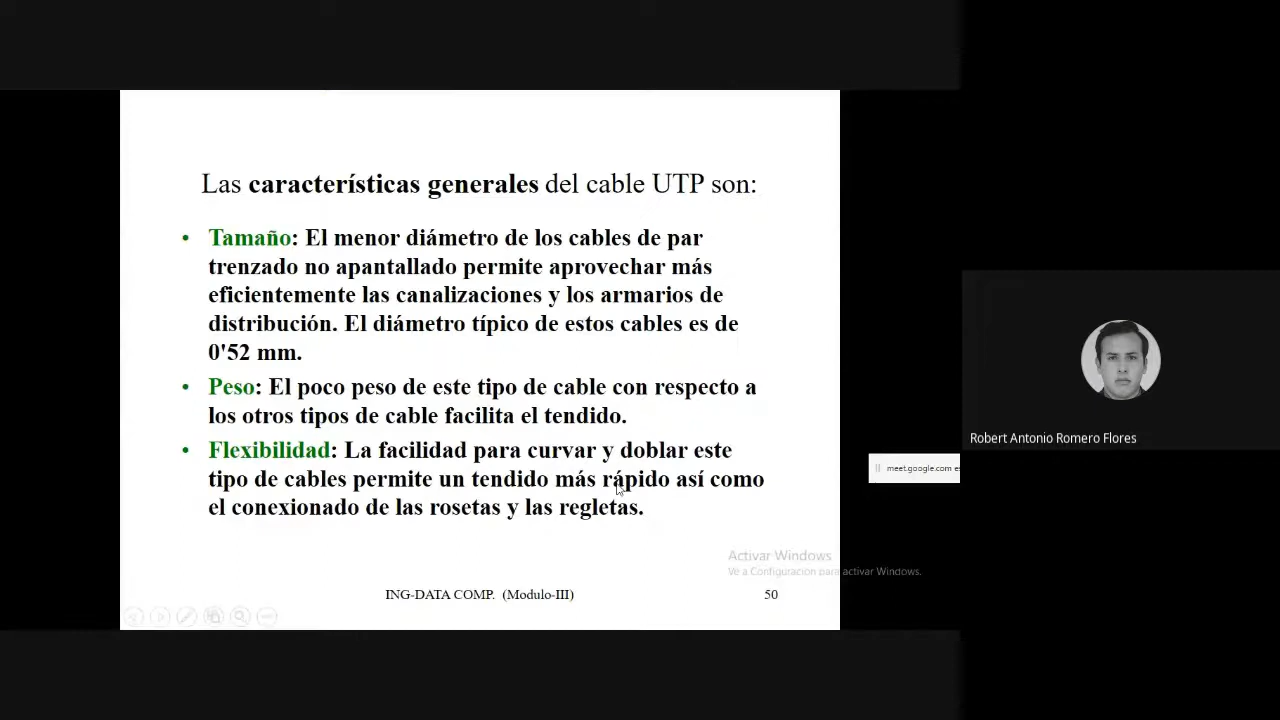 Las características generales del cable UTP son:
• Tamaño: El menor diámetro de los cables de par
trenzado no apantallado permite aprovechar más
eficientemente las canalizaciones y los armarios de
distribución. El diámetro típico de estos cables es de
0'52 mm.
• Peso: El poco peso de este tipo de cable con respecto a
los otros tipos de cable facilita el tendido.
• Flexibilidad: La facilidad para curvar y doblar este
tipo de cables permite un tendido más rápido así como
el conexionado de las rosetas y las regletas.
Activar Windows
Ve a Configuración para activar Windows.
ING-DATA COMP. (Modulo-III)
50
Robert Antonio Romero Flores
meet.google.com es